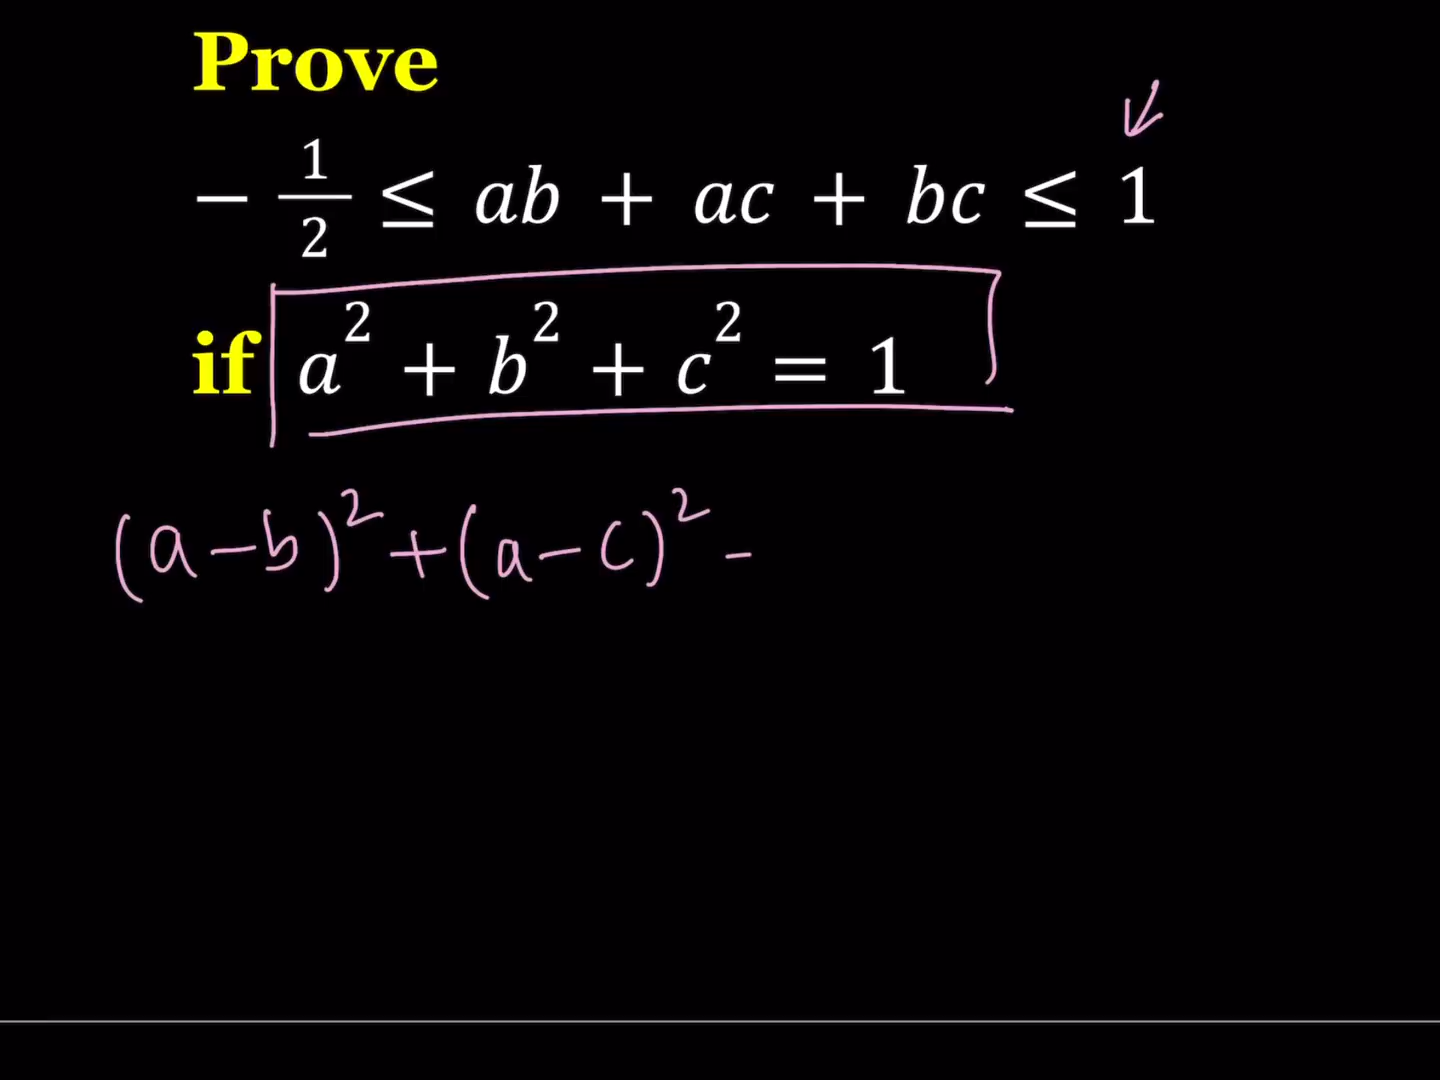 Prove
− 1/2 ≤ ab + ac + bc ≤ 1
if a² + b² + c² = 1
(a−b)² + (a−c)² −